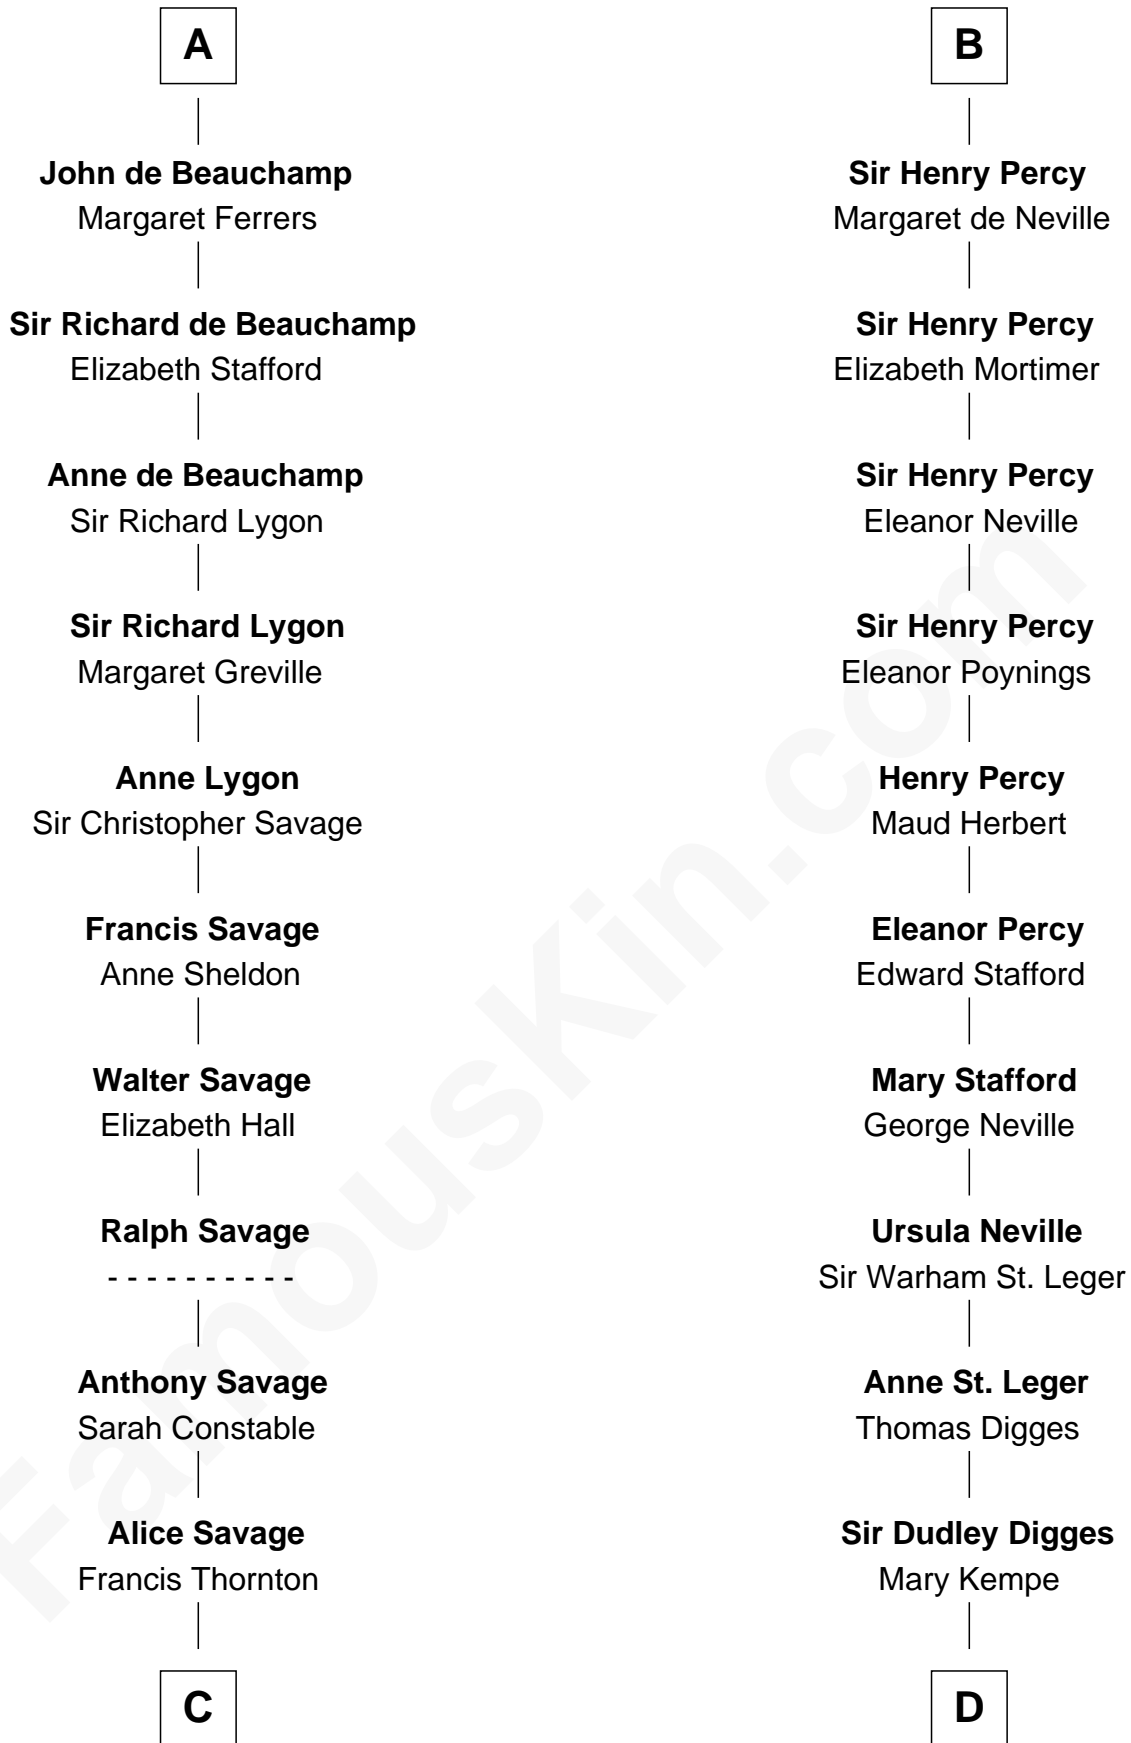 A
John de Beauchamp
Margaret Ferrers
Sir Richard de Beauchamp
Elizabeth Stafford
Anne de Beauchamp
Sir Richard Lygon
Sir Richard Lygon
Margaret Greville
Anne Lygon
Sir Christopher Savage
Francis Savage
Anne Sheldon
Walter Savage
Elizabeth Hall
Ralph Savage
- - - - - - - - - -
Anthony Savage
Sarah Constable
Alice Savage
Francis Thornton
C
B
Sir Henry Percy
Margaret de Neville
Sir Henry Percy
Elizabeth Mortimer
Sir Henry Percy
Eleanor Neville
Sir Henry Percy
Eleanor Poynings
Henry Percy
Maud Herbert
Eleanor Percy
Edward Stafford
Mary Stafford
George Neville
Ursula Neville
Sir Warham St. Leger
Anne St. Leger
Thomas Digges
Sir Dudley Digges
Mary Kempe
D
FamousKin.com